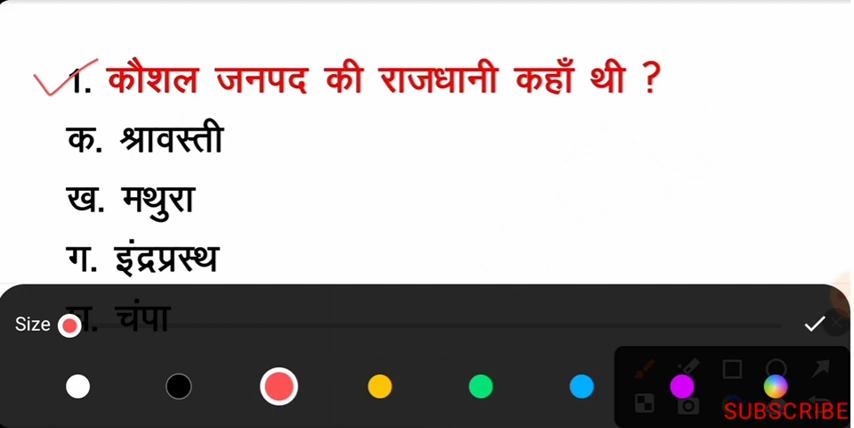 1. कौशल जनपद की राजधानी कहाँ थी ?
क. श्रावस्ती
ख. मथुरा
ग. इंद्रप्रस्थ
घ. चंपा
Size
SUBSCRIBE